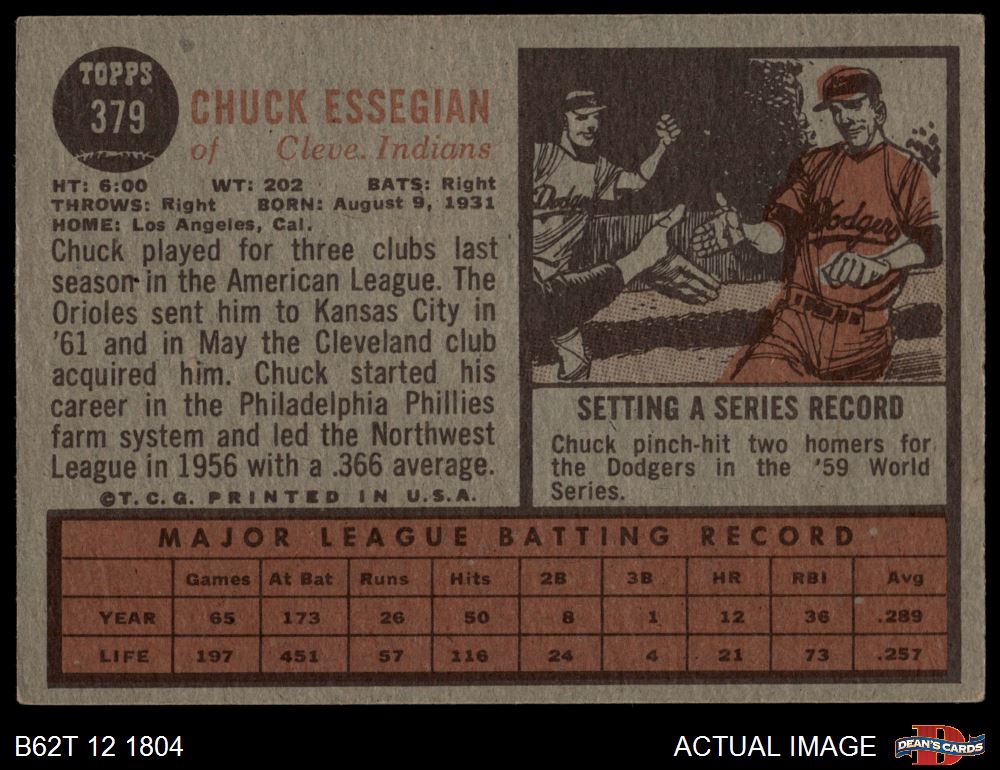 TOPPS
379
CHUCK ESSEGIAN
of Cleve. Indians
HT: 6:00 WT: 202 BATS: Right
THROWS: Right BORN: August 9, 1931
HOME: Los Angeles, Cal.
Chuck played for three clubs last
season in the American League. The
Orioles sent him to Kansas City in
'61 and in May the Cleveland club
acquired him. Chuck started his
career in the Philadelphia Phillies
farm system and led the Northwest
League in 1956 with a .366 average.
©T.C.G. PRINTED IN U.S.A.
Dodgers
Dodgers
SETTING A SERIES RECORD
Chuck pinch-hit two homers for
the Dodgers in the '59 World
Series.
MAJOR LEAGUE BATTING RECORD
Games At Bat Runs Hits 2B 3B HR RBI Avg
YEAR 65 173 26 50 8 1 12 36 .289
LIFE 197 451 57 116 24 4 21 73 .257
B62T 12 1804
ACTUAL IMAGE
DEAN'S CARDS